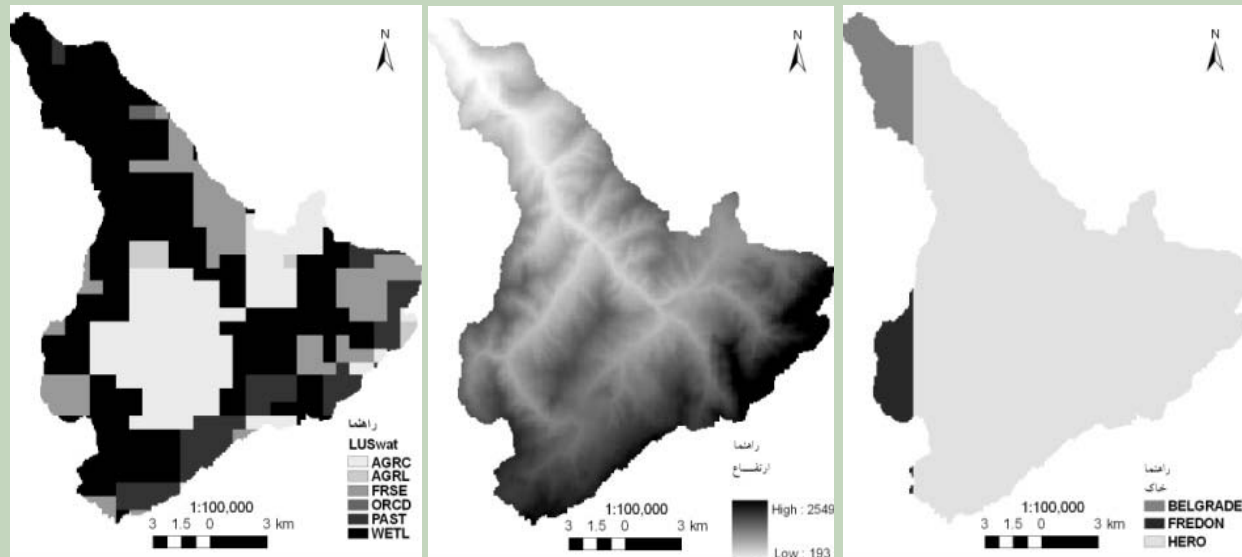 N
راهنما
LUSwat
AGRC
AGRL
FRSE
ORCD
PAST
WETL
1:100,000
3 1.5 0 3 km
N
راهنما
ارتفـــاع
High : 2549
Low : 193
1:100,000
3 1.5 0 3 km
N
راهنما
خاک
BELGRADE
FREDON
HERO
1:100,000
3 1.5 0 3 km